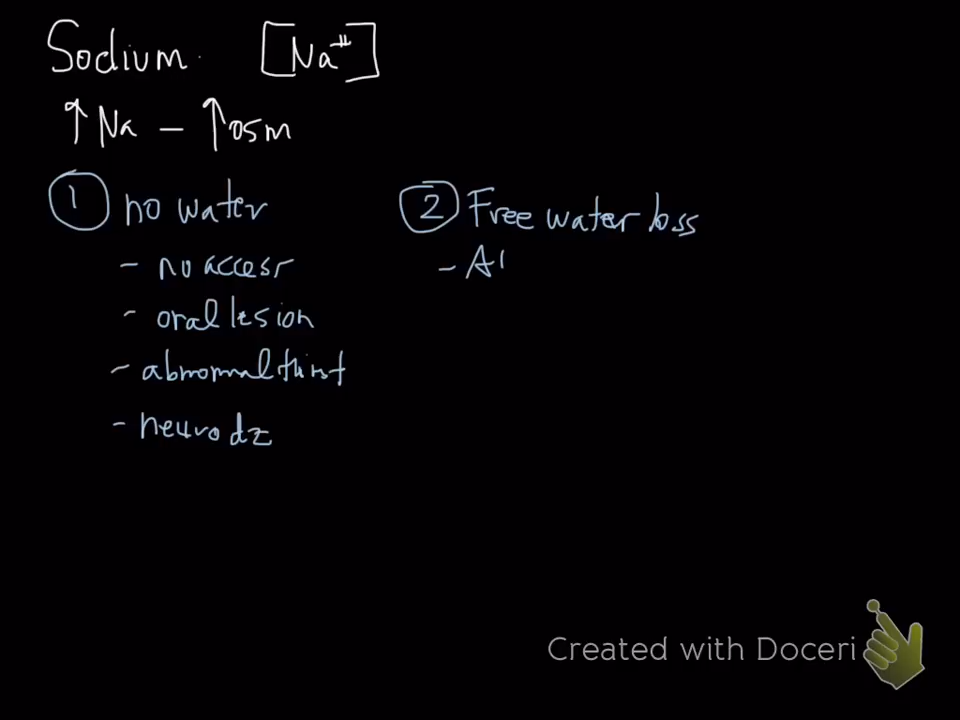 Sodium [Na⁺]
↑Na – ↑osm
① no water
- no access
- oral lesion
- abnormal thirst
- neuro dz
② Free water loss
- A
Created with Doceri